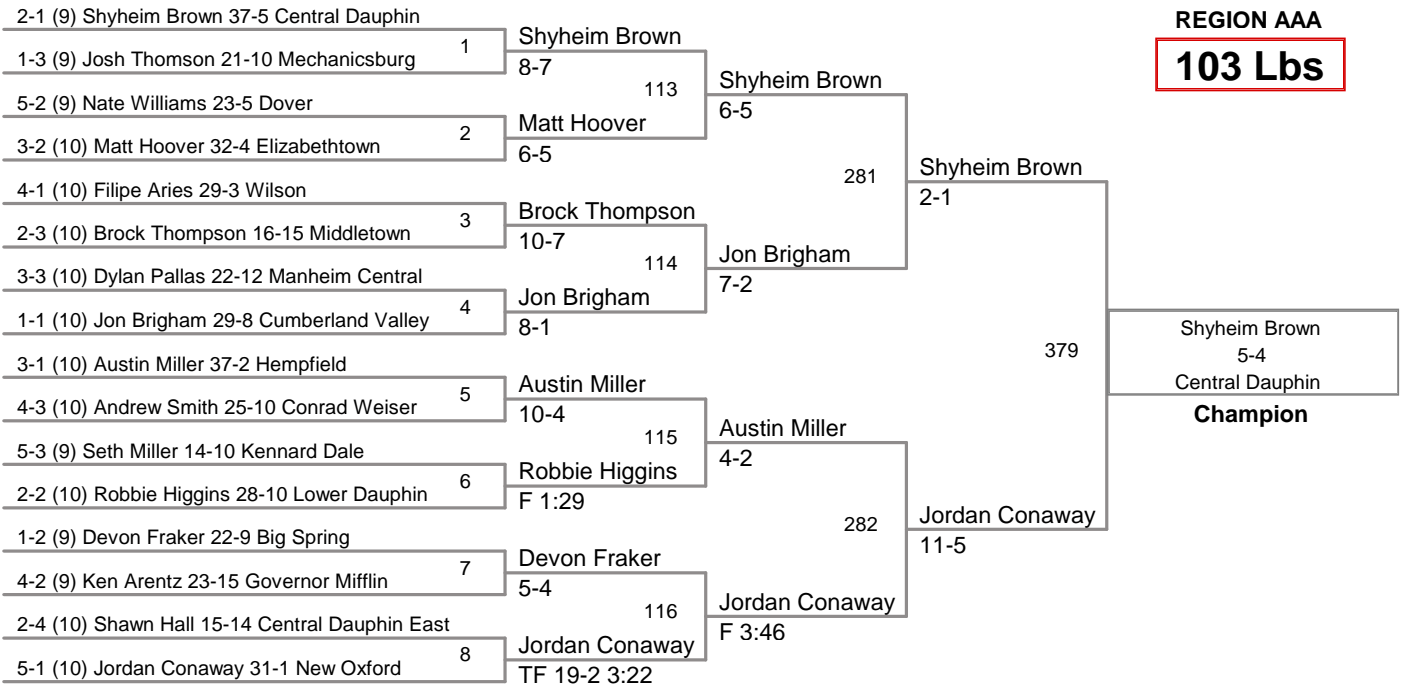 2-1 (9) Shyheim Brown 37-5 Central Dauphin
1
1-3 (9) Josh Thomson 21-10 Mechanicsburg
Shyheim Brown
8-7
113
5-2 (9) Nate Williams 23-5 Dover
2
3-2 (10) Matt Hoover 32-4 Elizabethtown
Matt Hoover
6-5
Shyheim Brown
6-5
281
4-1 (10) Filipe Aries 29-3 Wilson
3
2-3 (10) Brock Thompson 16-15 Middletown
Brock Thompson
10-7
114
3-3 (10) Dylan Pallas 22-12 Manheim Central
4
1-1 (10) Jon Brigham 29-8 Cumberland Valley
Jon Brigham
8-1
Jon Brigham
7-2
Shyheim Brown
2-1
379
3-1 (10) Austin Miller 37-2 Hempfield
5
4-3 (10) Andrew Smith 25-10 Conrad Weiser
Austin Miller
10-4
115
5-3 (9) Seth Miller 14-10 Kennard Dale
6
2-2 (10) Robbie Higgins 28-10 Lower Dauphin
Robbie Higgins
F 1:29
Austin Miller
4-2
282
1-2 (9) Devon Fraker 22-9 Big Spring
7
4-2 (9) Ken Arentz 23-15 Governor Mifflin
Devon Fraker
5-4
116
2-4 (10) Shawn Hall 15-14 Central Dauphin East
8
5-1 (10) Jordan Conaway 31-1 New Oxford
Jordan Conaway
TF 19-2 3:22
Jordan Conaway
F 3:46
Jordan Conaway
11-5
REGION AAA
103 Lbs
Shyheim Brown
5-4
Central Dauphin
Champion